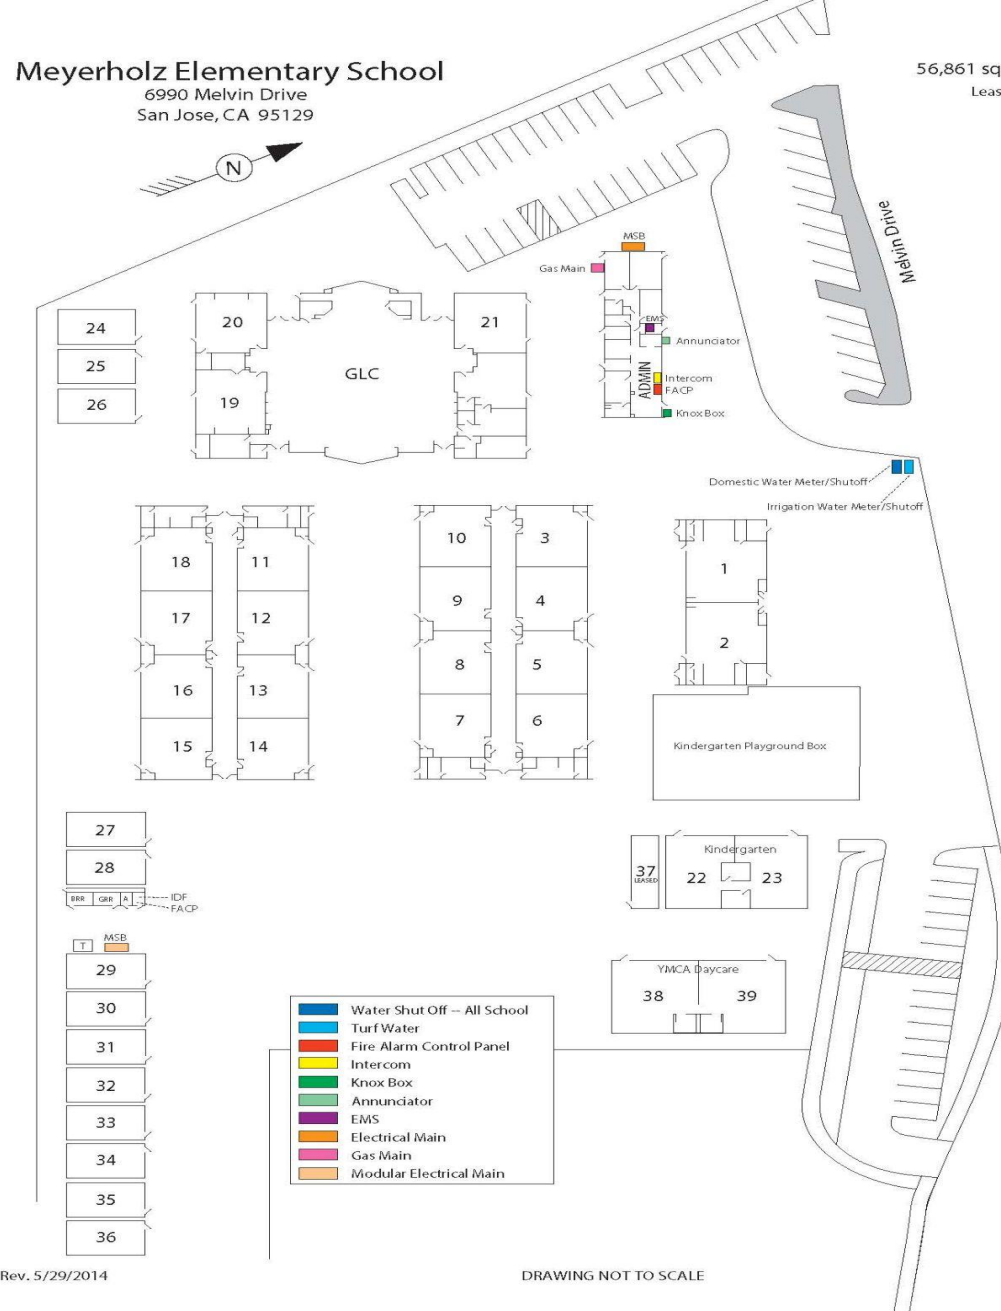 Meyerholz Elementary School
6990 Melvin Drive
San Jose, CA 95129
56,861 sq
Leas
N
Melvin Drive
MSB
Gas Main
EMS
Annunciator
ADMIN
Intercom
FACP
Knox Box
24
25
26
20
21
GLC
19
Domestic Water Meter/Shutoff
Irrigation Water Meter/Shutoff
18
11
17
12
16
13
15
14
10
3
9
4
8
5
7
6
1
2
Kindergarten Playground Box
27
28
BRR
GRR
A
IDF
FACP
T
MSB
29
30
31
32
33
34
35
36
37
LEASED
Kindergarten
22
23
YMCA Daycare
38
39
Water Shut Off -- All School
Turf Water
Fire Alarm Control Panel
Intercom
Knox Box
Annunciator
EMS
Electrical Main
Gas Main
Modular Electrical Main
Rev. 5/29/2014
DRAWING NOT TO SCALE